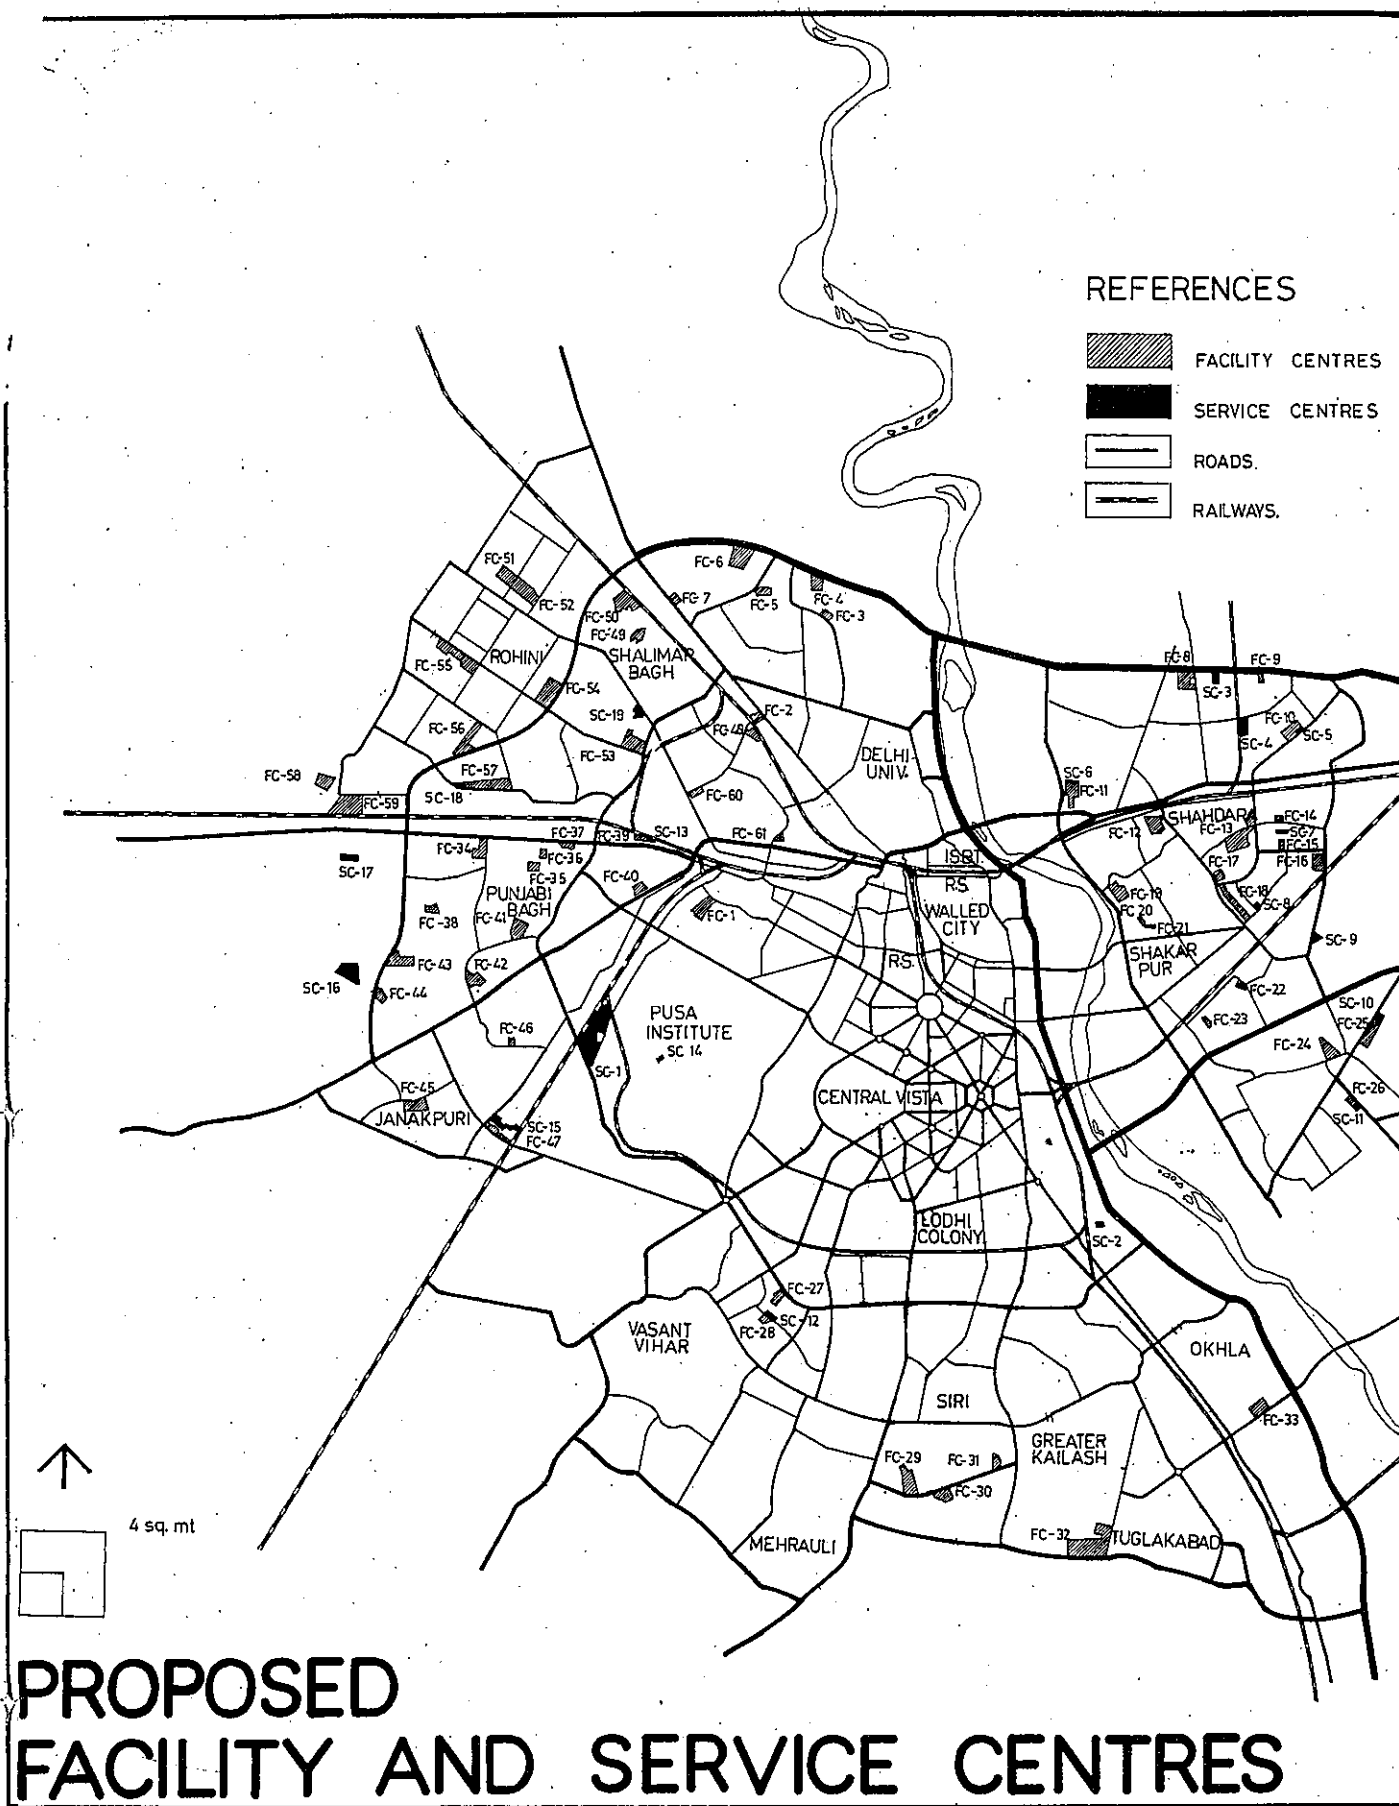 REFERENCES
FACILITY CENTRES
SERVICE CENTRES
ROADS.
RAILWAYS.
FC-51
FC-52
FC-6
FC-7
FC-5
FC-4
FC-3
FC-50
FC-49
ROHINI
SHALIMAR
BAGH
FC-55
FC-54
FC-8
FC-9
SC-3
SC-19
FC-2
FC-48
FC-56
FC-53
FC-10
SC-4
SC-5
DELHI
UNIV.
FC-58
FC-57
SC-18
FC-59
FC-60
SC-6
FC-11
SHAHDARA
FC-12
FC-13
FC-14
SC-7
FC-15
FC-16
FC-37
FC-39
SC-13
FC-61
FC-34
FC-36
FC-35
SC-17
I.S.B.T.
R.S.
FC-17
FC-40
PUNJABI
BAGH
FC-38
FC-41
FC-1
WALLED
CITY
FC-19
FC 20
FC-21
FC-18
SC-8
SC-9
SHAKAR
PUR
FC-43
FC-42
R.S.
SC-16
FC-44
FC-22
FC-23
SC-10
FC-25
FC-24
PUSA
INSTITUTE
SC 14
FC-46
SC-1
FC-45
JANAKPURI
CENTRAL VISTA
FC-26
SC-11
SC-15
FC-47
LODHI
COLONY
SC-2
FC-27
SC-12
FC-28
VASANT
VIHAR
OKHLA
SIRI
FC-33
GREATER
KAILASH
FC-29
FC-31
FC-30
FC-32
TUGLAKABAD
MEHRAULI
4 sq. mt
PROPOSED
FACILITY AND SERVICE CENTRES